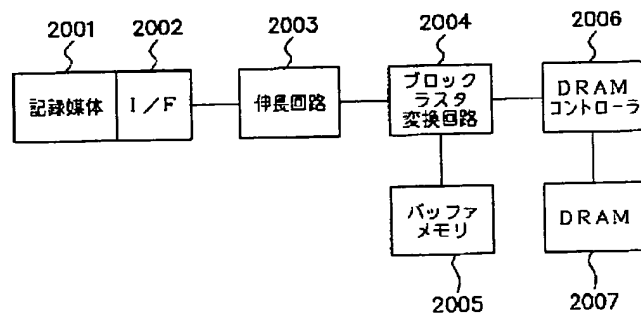 2001
2002
2003
2004
2006
記録媒体
I/F
伸長回路
ブロック
ラスタ
変換回路
DRAM
コントローラ
バッファ
メモリ
DRAM
2005
2007